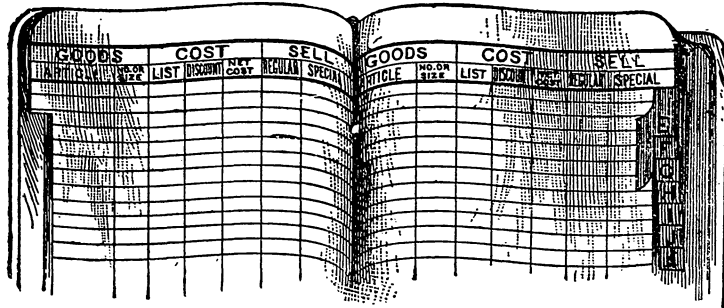 GOODS COST SELL GOODS COST SELL
ARTICLE NO. OR SIZE LIST DISCOUNT NET COST REGULAR SPECIAL ARTICLE NO. OR SIZE LIST DISCOUNT NET COST REGULAR SPECIAL
E
F
G
H